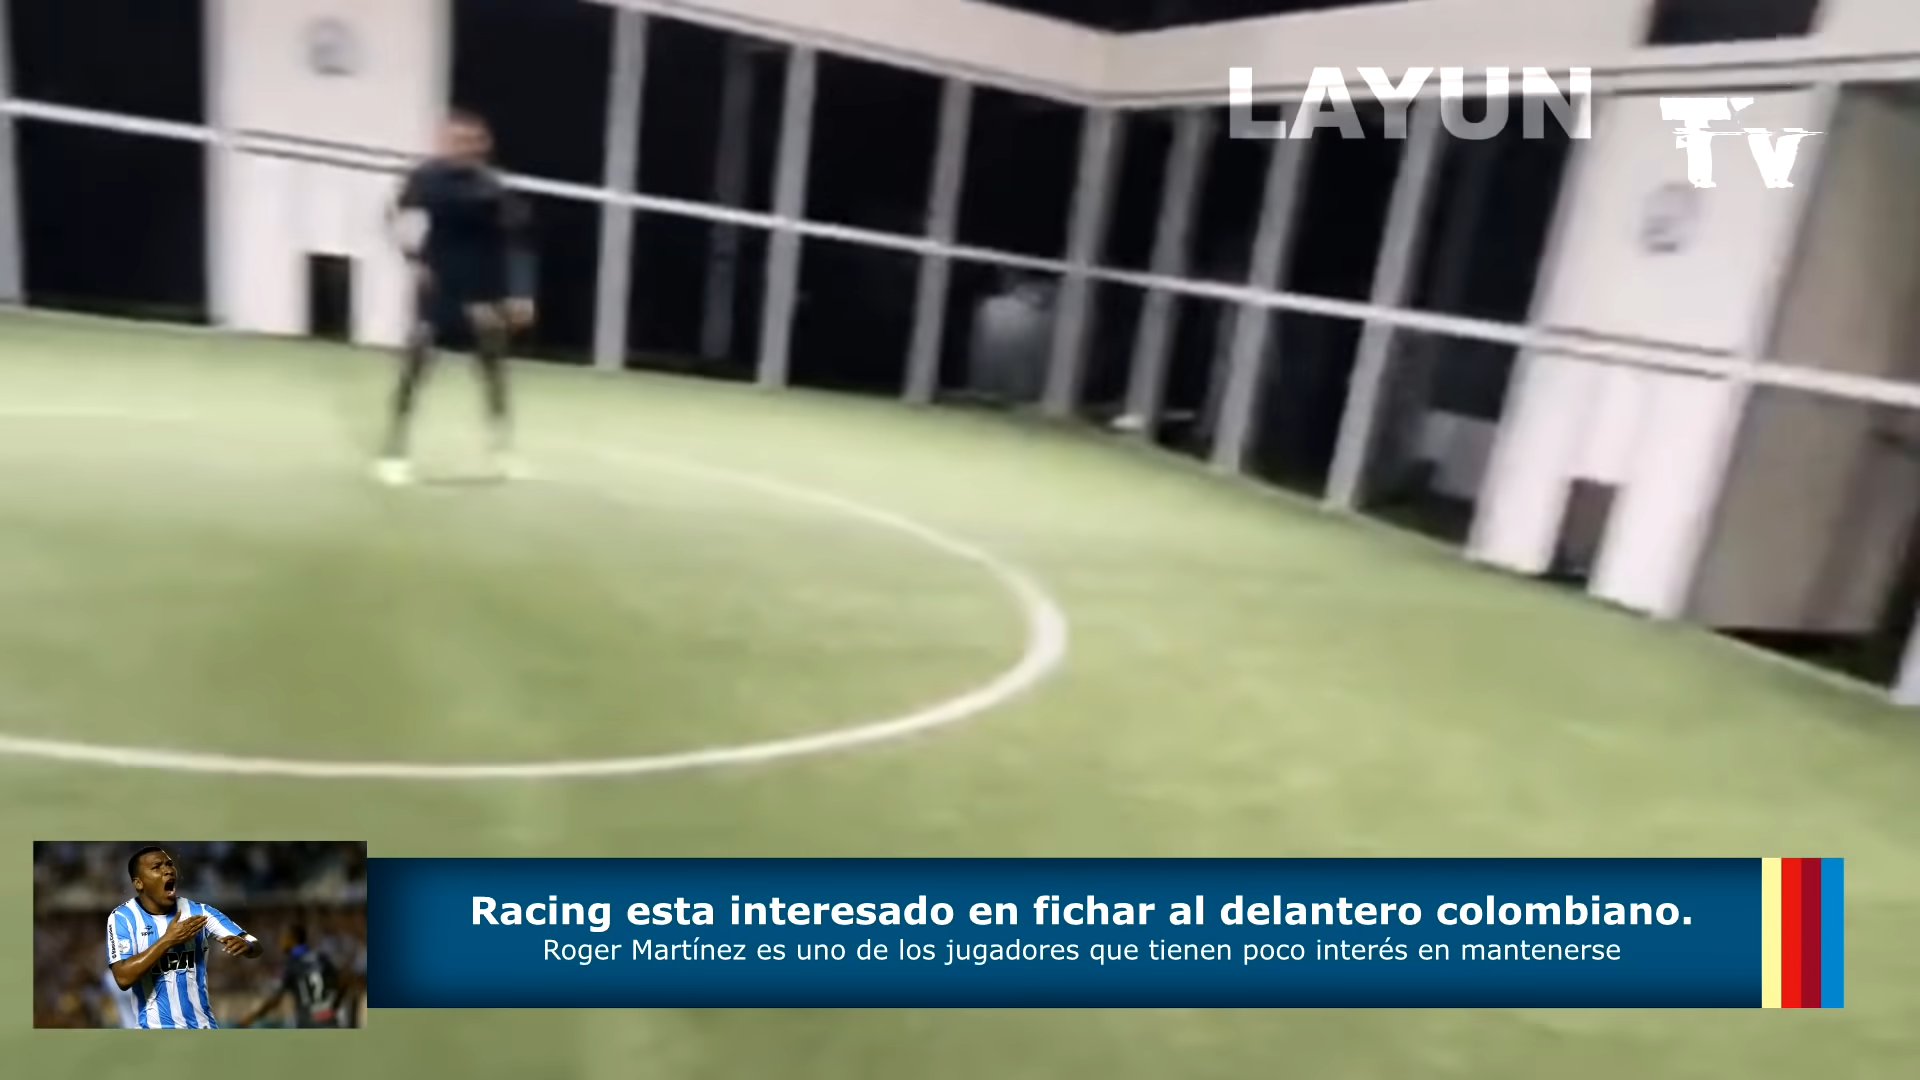 LAYUN
Tv
Racing esta interesado en fichar al delantero colombiano.
Roger Martínez es uno de los jugadores que tienen poco interés en mantenerse